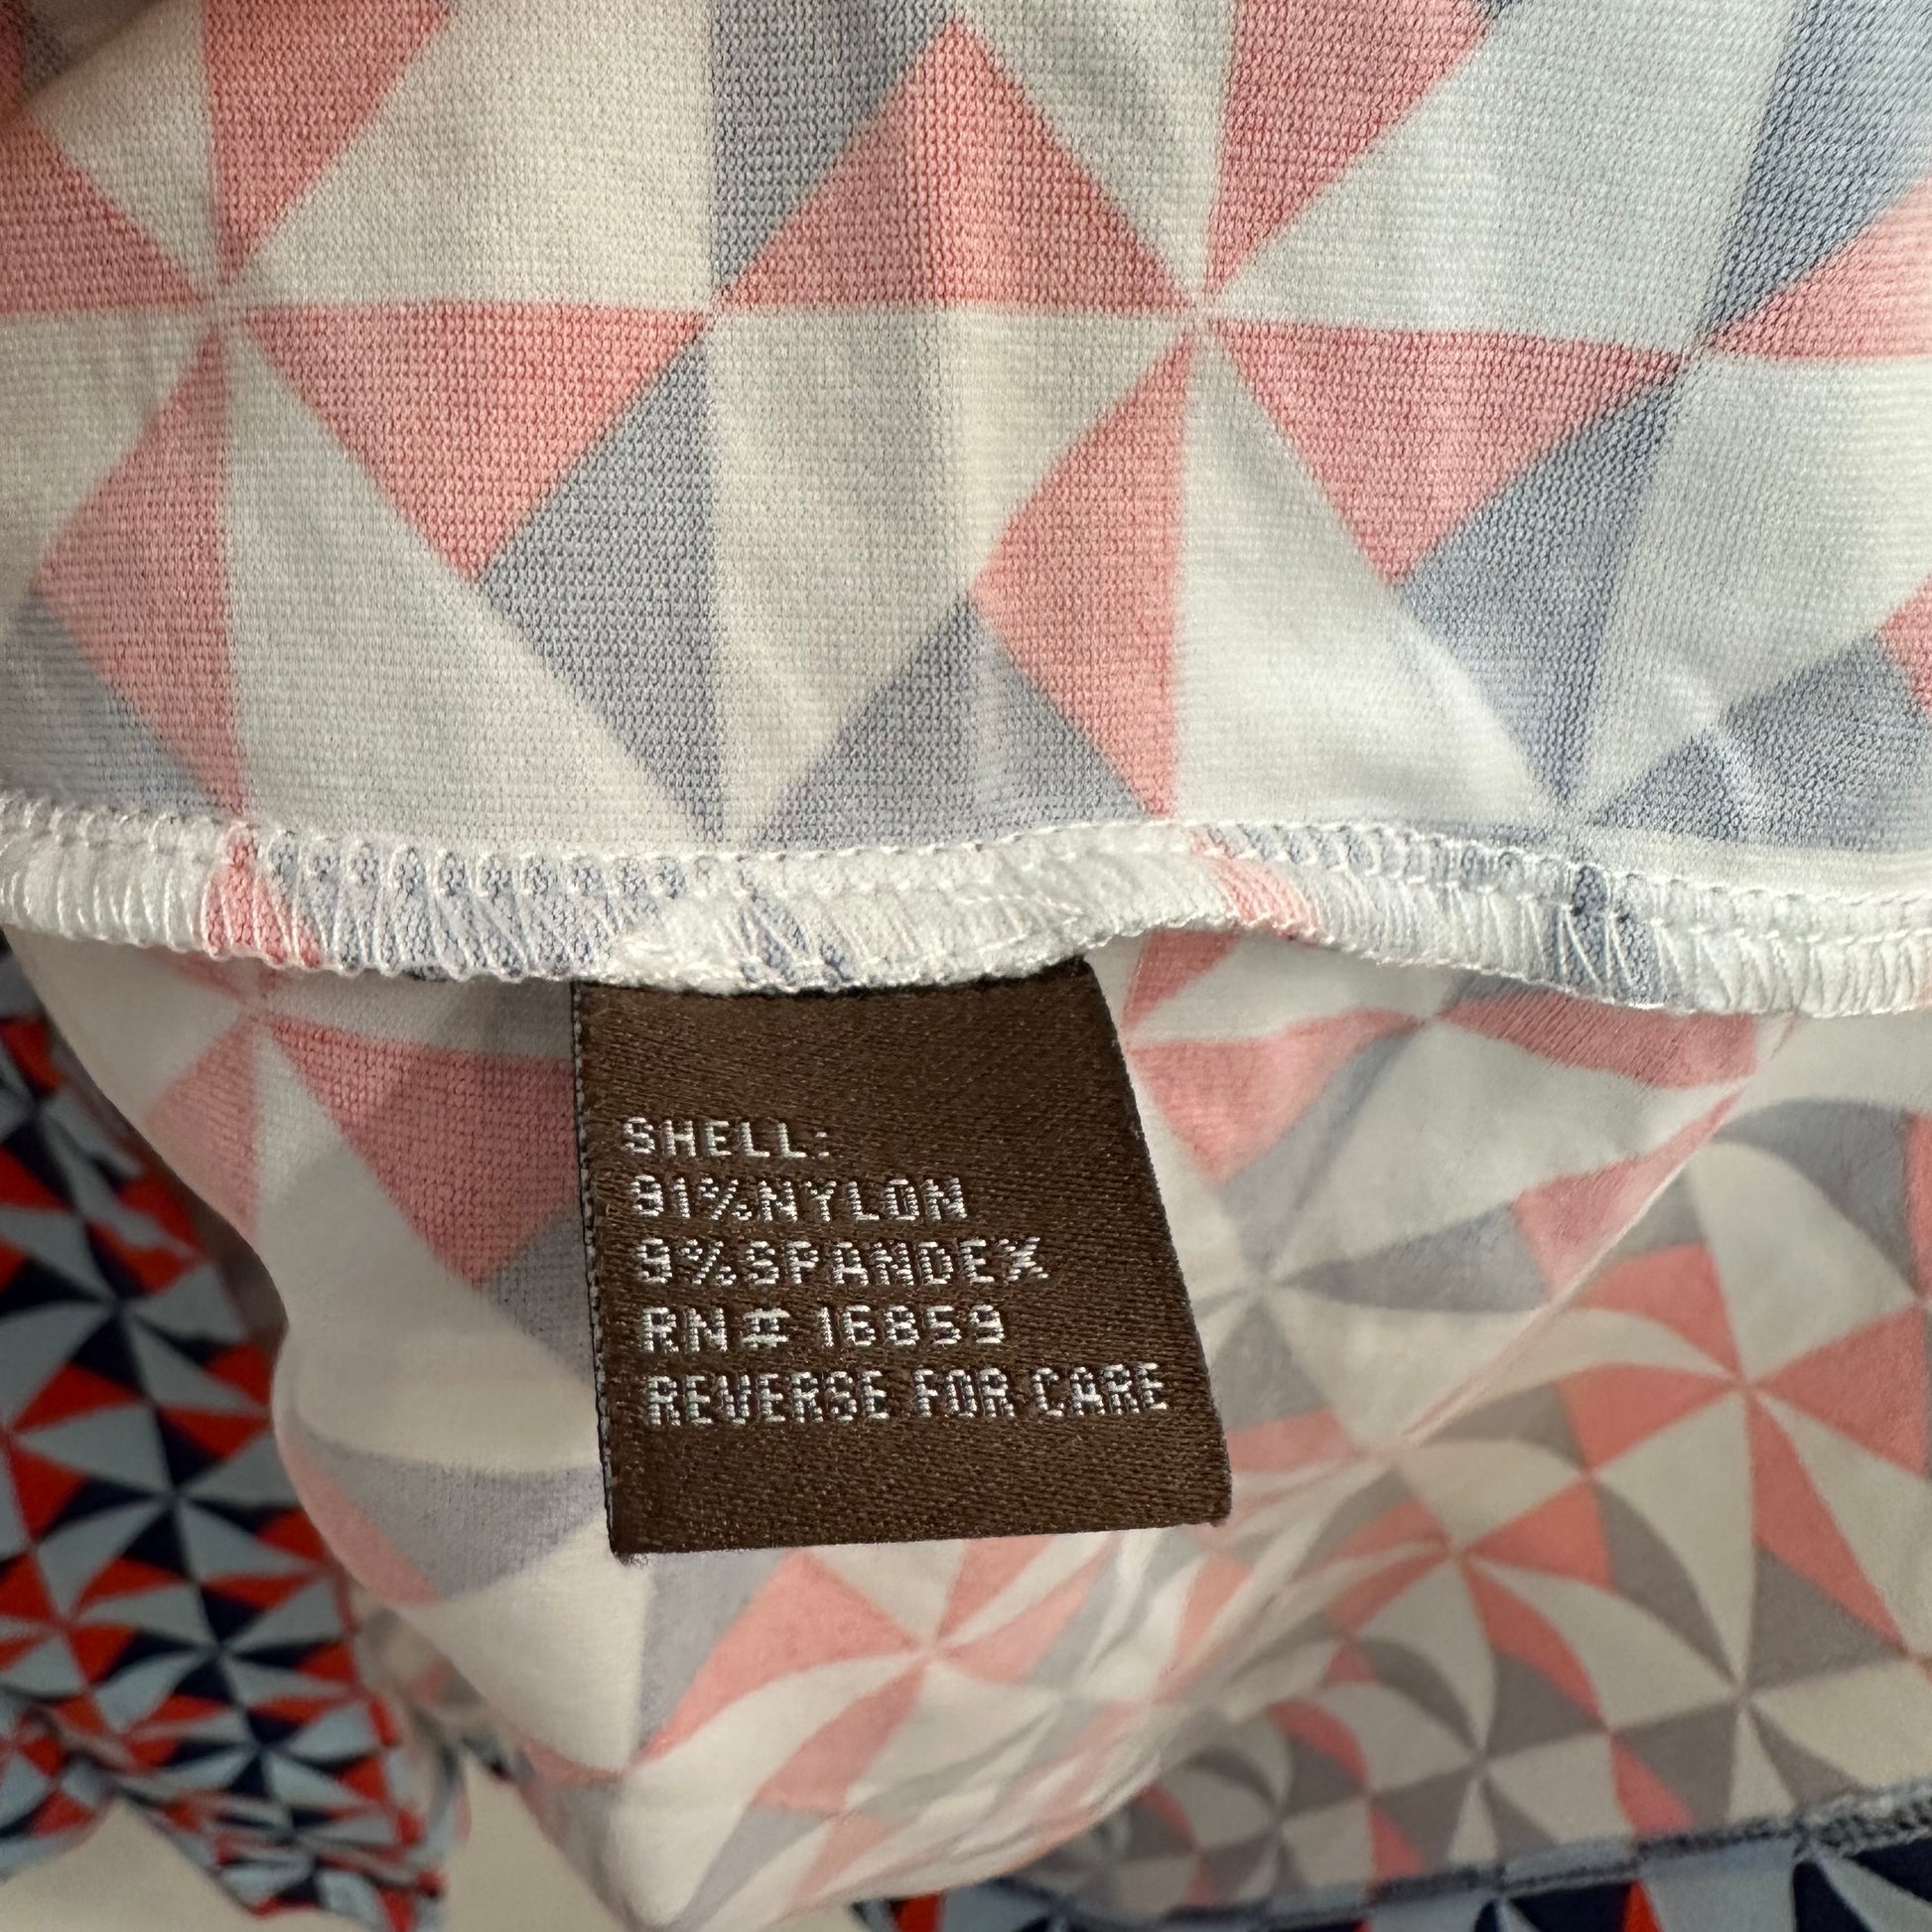 SHELL:
91%NYLON
9%SPANDEX
RN# 16859
REVERSE FOR CARE